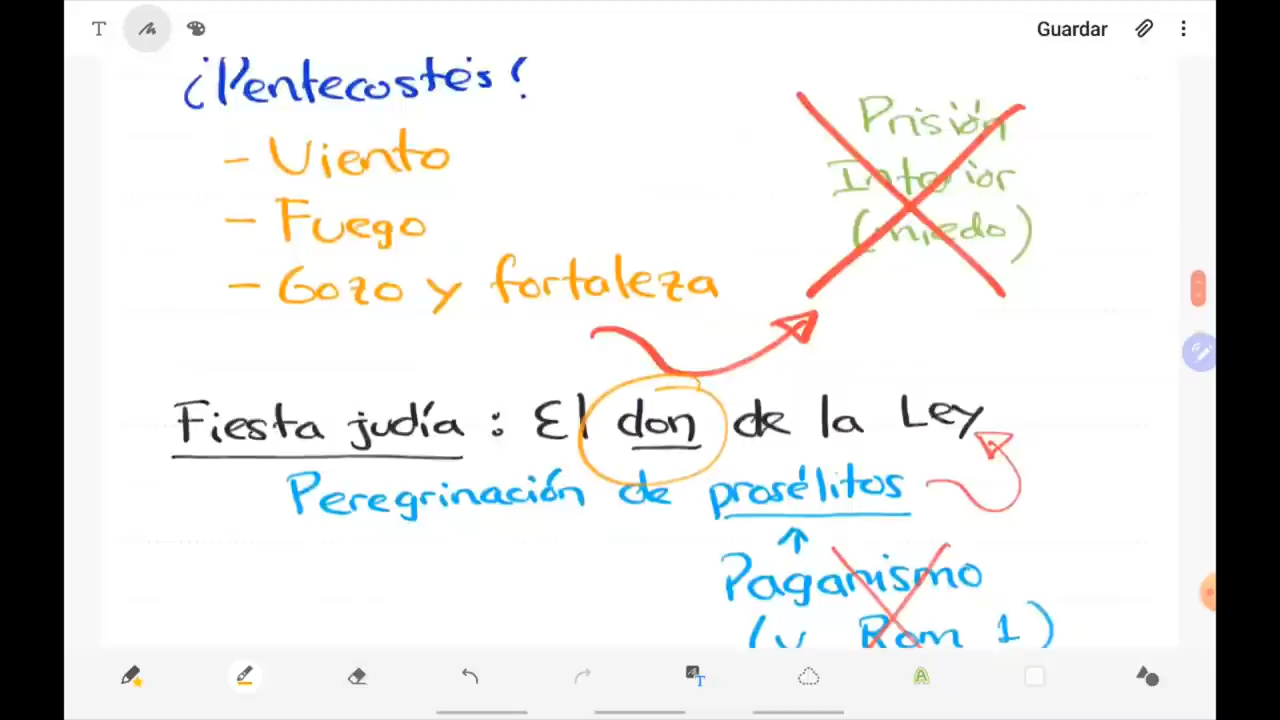 T
Guardar
¿Pentecostés?
- Viento
- Fuego
- Gozo y fortaleza
Prisión
Interior
(miedo)
Fiesta judía : El don de la Ley
Peregrinación de prosélitos
Paganismo
(v Rom 1)
T
A